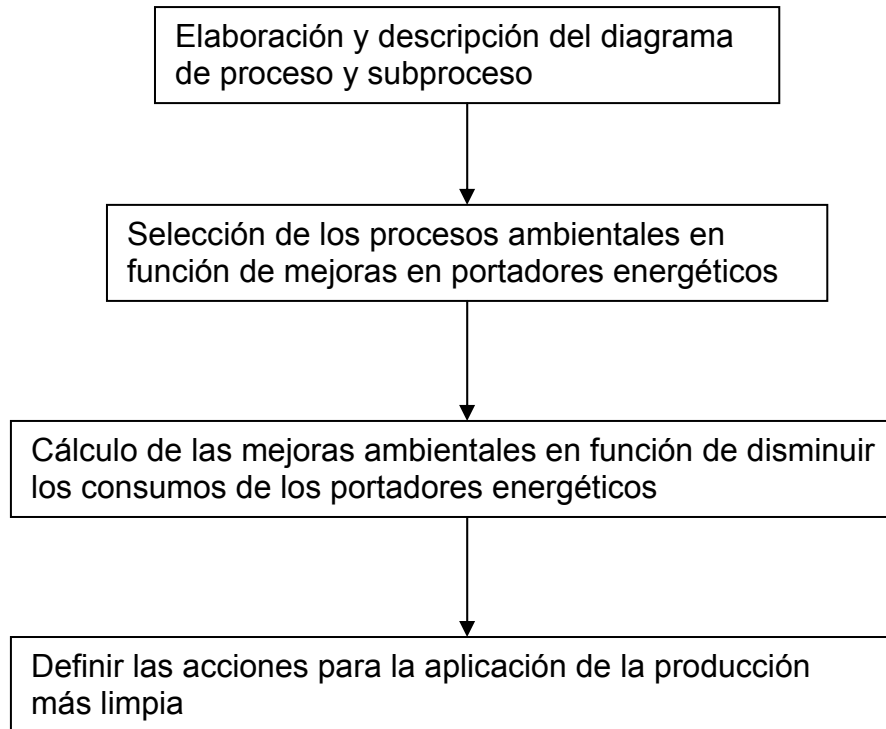 Elaboración y descripción del diagrama
de proceso y subproceso
Selección de los procesos ambientales en
función de mejoras en portadores energéticos
Cálculo de las mejoras ambientales en función de disminuir
los consumos de los portadores energéticos
Definir las acciones para la aplicación de la producción
más limpia